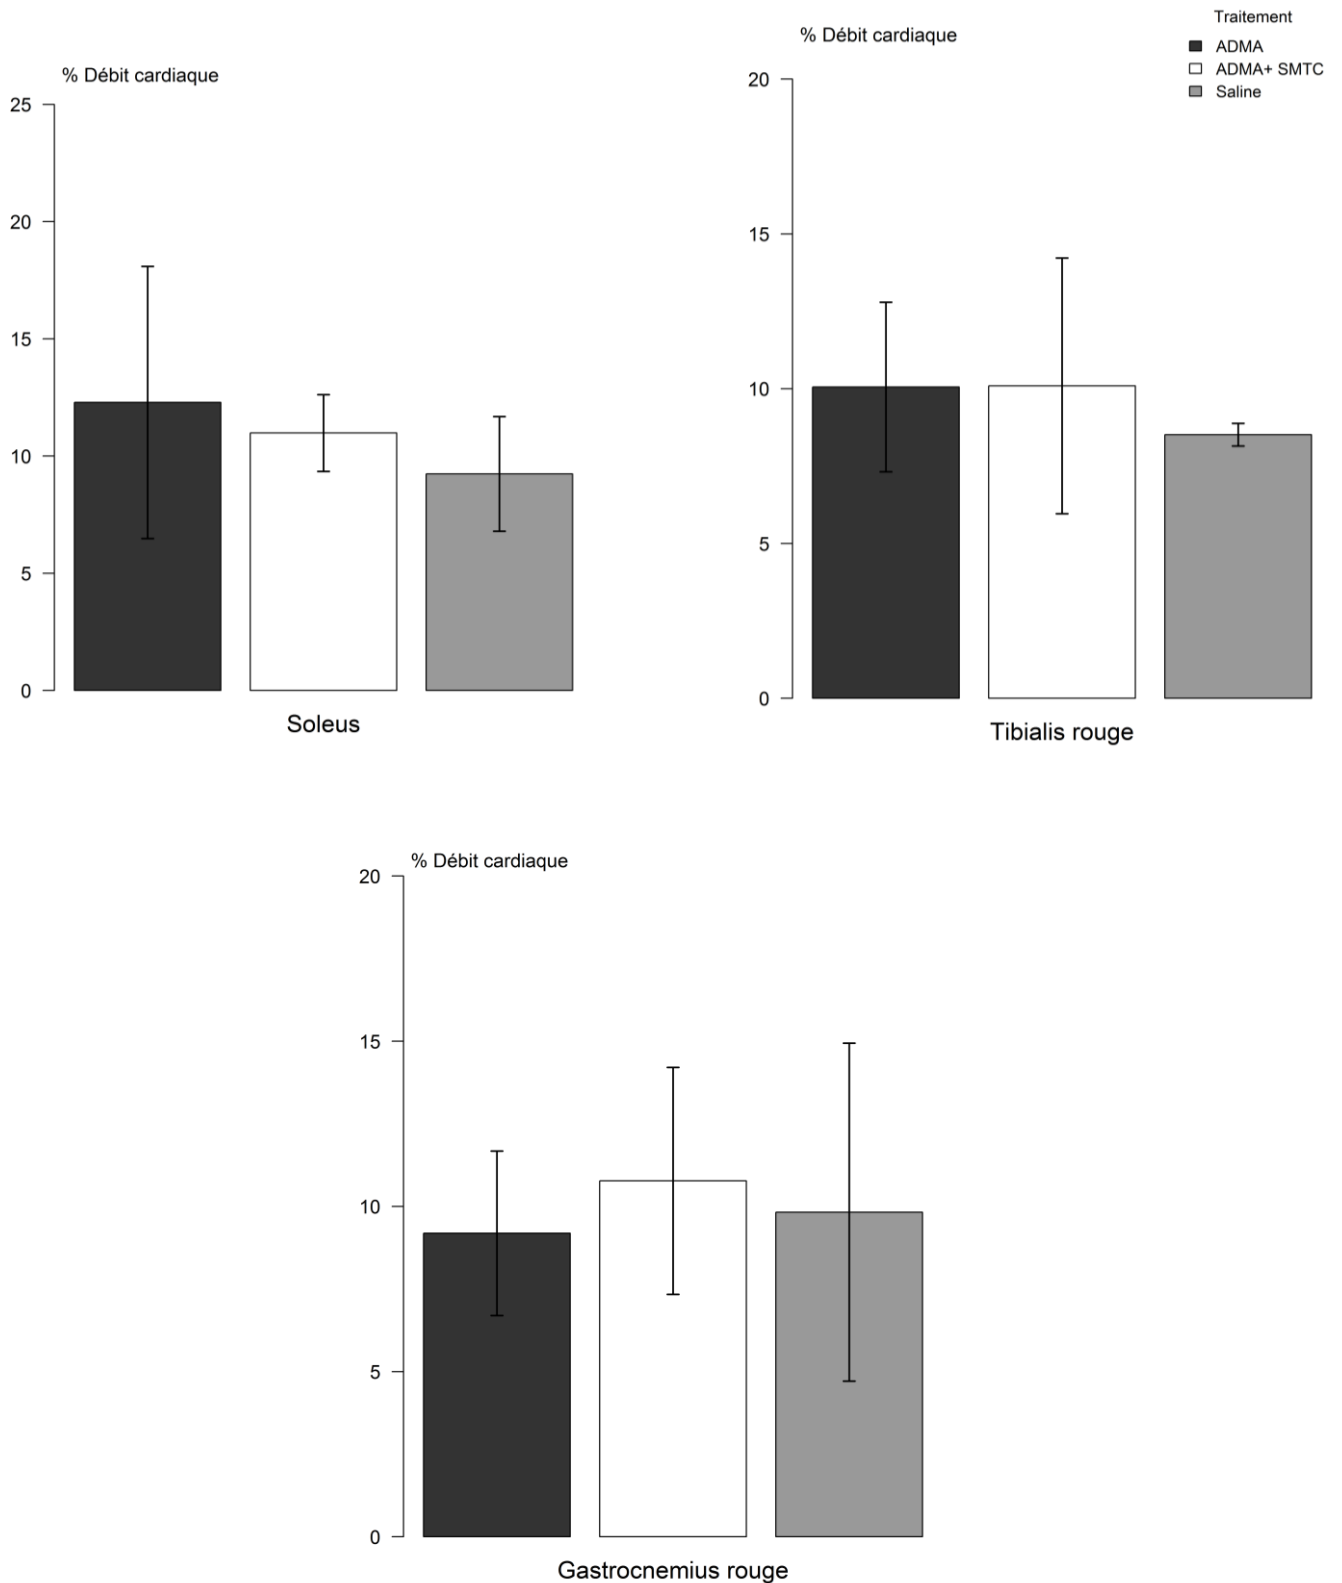 % Débit cardiaque
25
20
15
10
5
0
Soleus
% Débit cardiaque
20
15
10
5
0
Tibialis rouge
Traitement
ADMA
ADMA+ SMTC
Saline
% Débit cardiaque
20
15
10
5
0
Gastrocnemius rouge